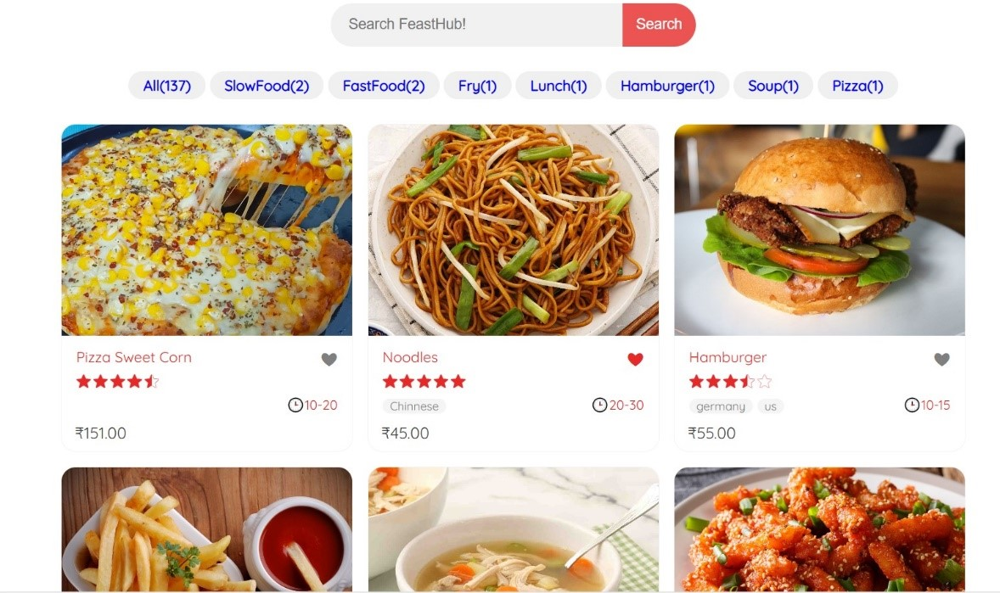 Search FeastHub! Search
All(137) SlowFood(2) FastFood(2) Fry(1) Lunch(1) Hamburger(1) Soup(1) Pizza(1)
Pizza Sweet Corn
10-20
₹151.00
Noodles
Chinnese 20-30
₹45.00
Hamburger
germany us 10-15
₹55.00